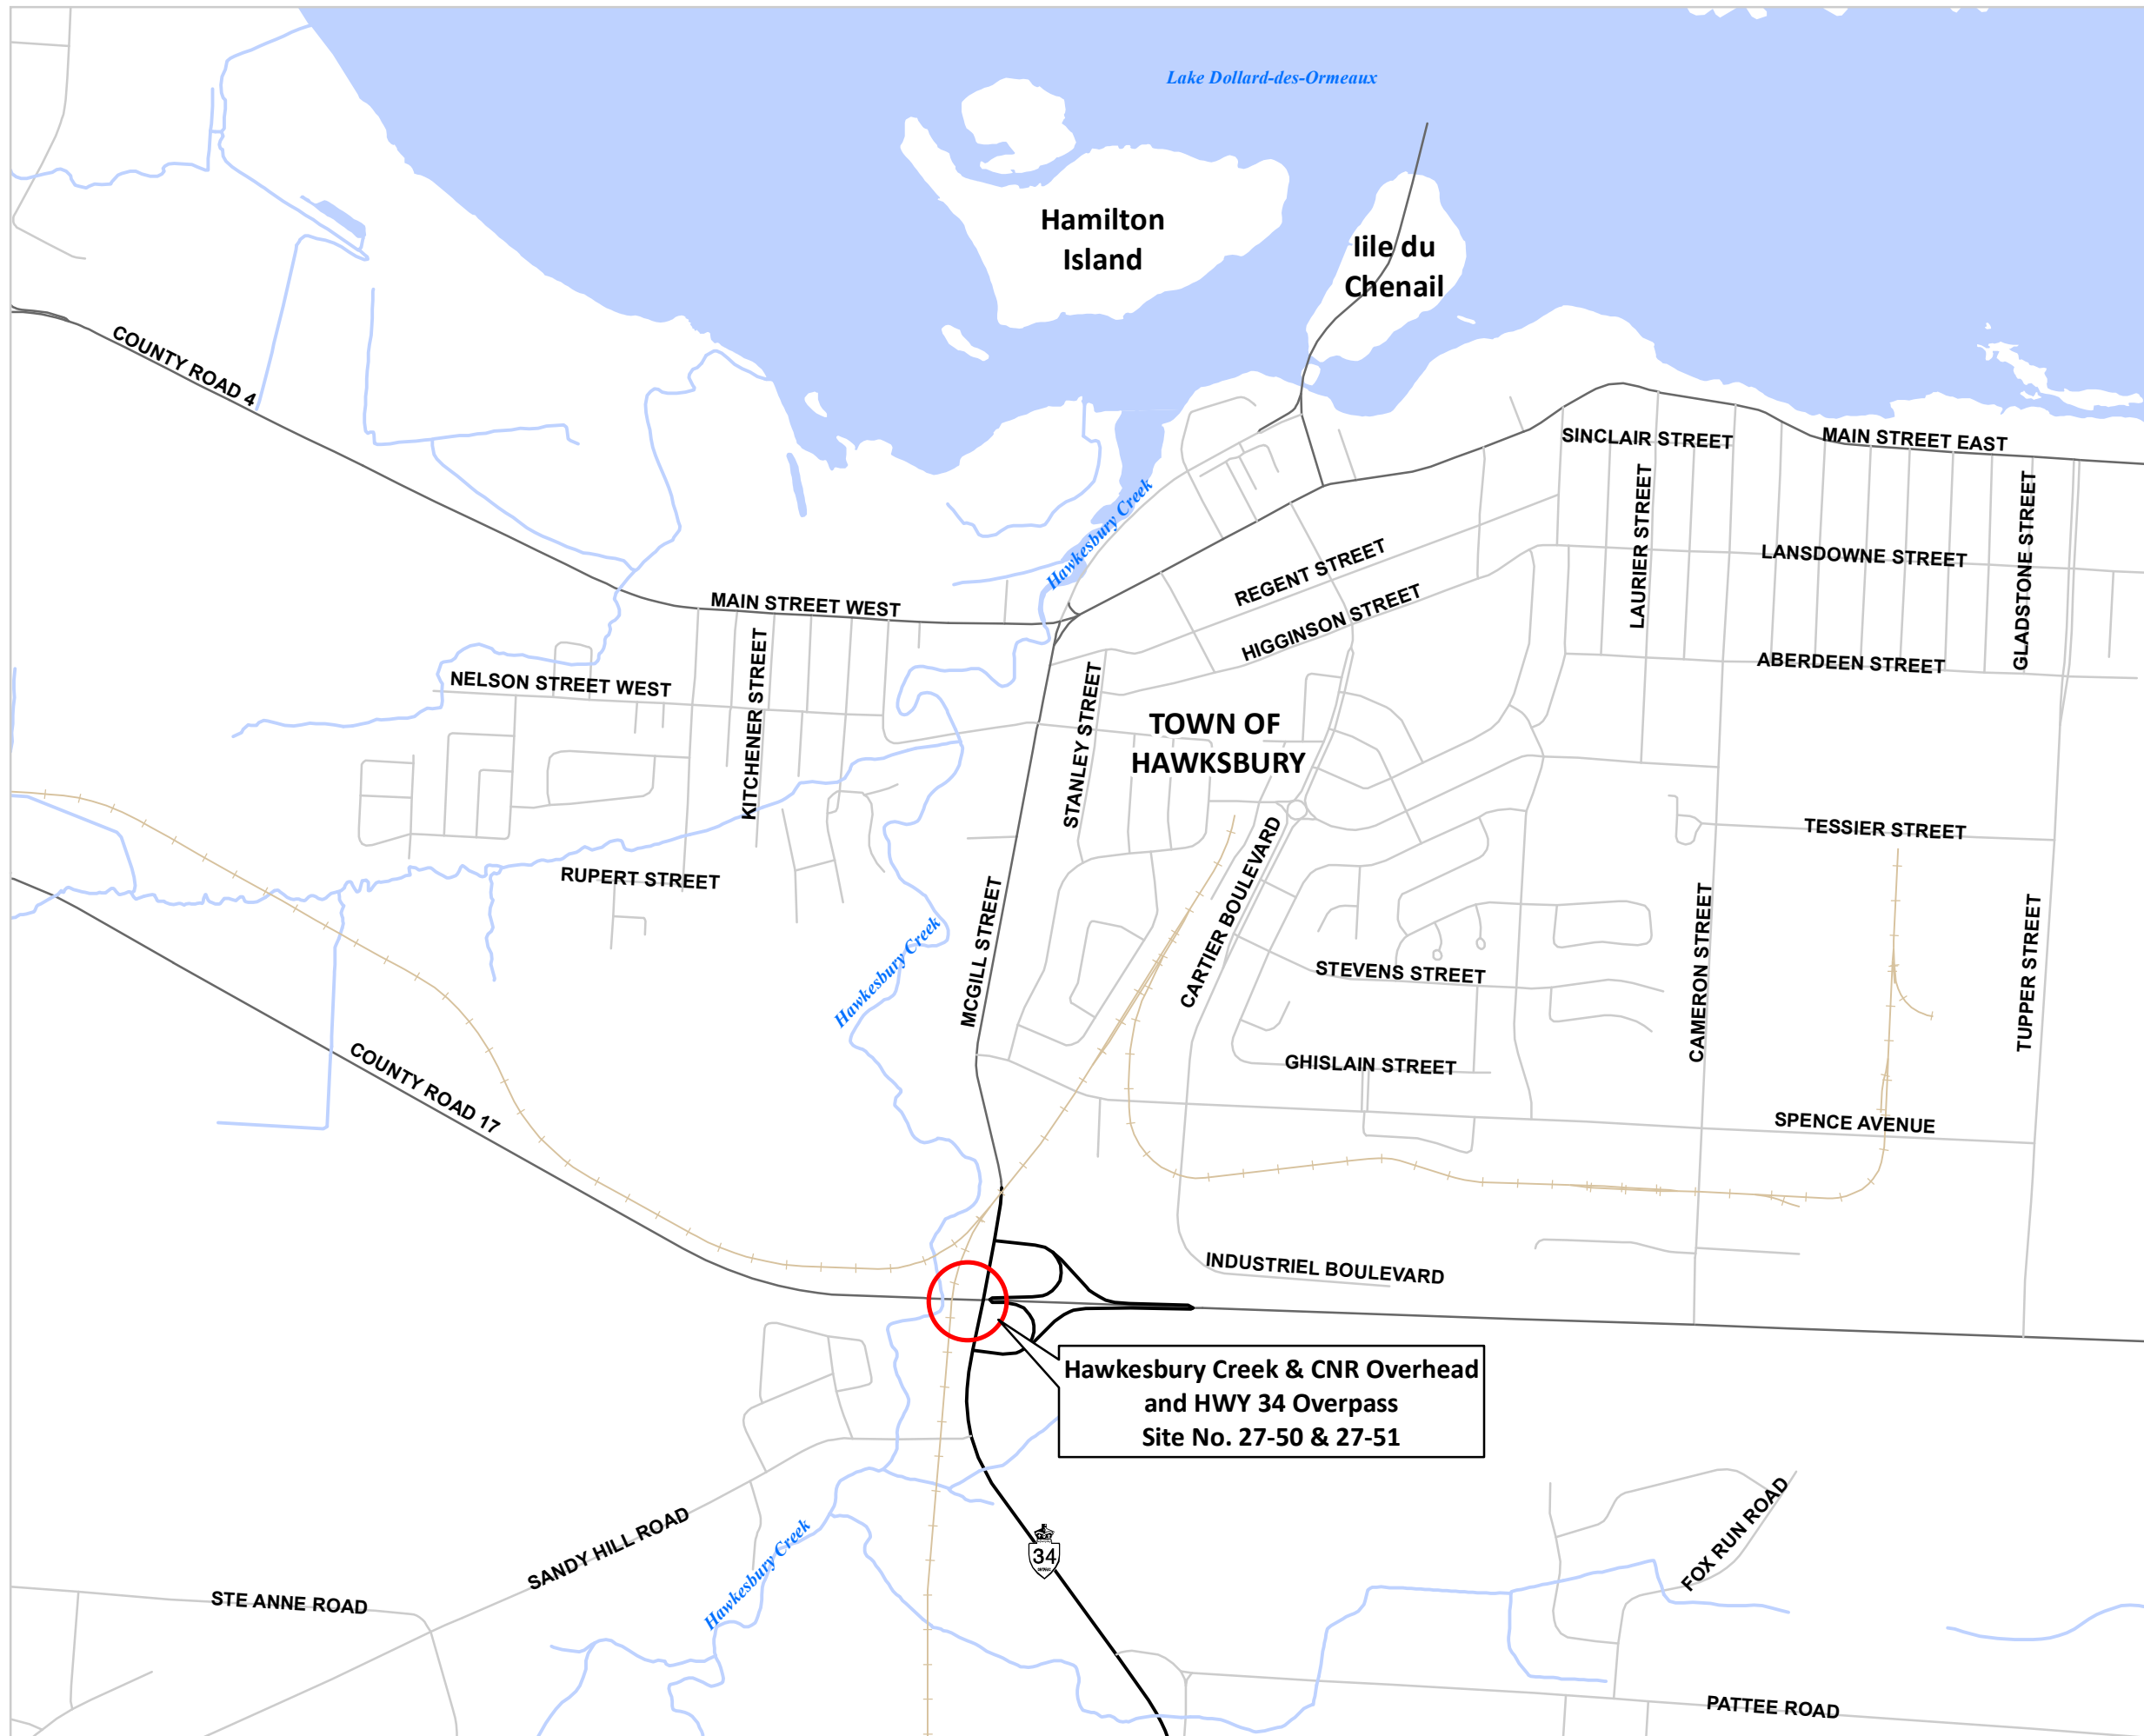 Lake Dollard-des-Ormeaux
Hamilton
Island
Iile du
Chenail
COUNTY ROAD 4
SINCLAIR STREET
MAIN STREET EAST
LAURIER STREET
GLADSTONE STREET
Hawkesbury Creek
LANSDOWNE STREET
REGENT STREET
HIGGINSON STREET
MAIN STREET WEST
KITCHENER STREET
NELSON STREET WEST
STANLEY STREET
ABERDEEN STREET
TOWN OF
HAWKSBURY
TESSIER STREET
CARTIER BOULEVARD
RUPERT STREET
MCGILL STREET
Hawkesbury Creek
STEVENS STREET
CAMERON STREET
TUPPER STREET
GHISLAIN STREET
COUNTY ROAD 17
SPENCE AVENUE
INDUSTRIEL BOULEVARD
Hawkesbury Creek & CNR Overhead
and HWY 34 Overpass
Site No. 27-50 & 27-51
SANDY HILL ROAD
Hawkesbury Creek
34
FOX RUN ROAD
STE ANNE ROAD
PATTEE ROAD